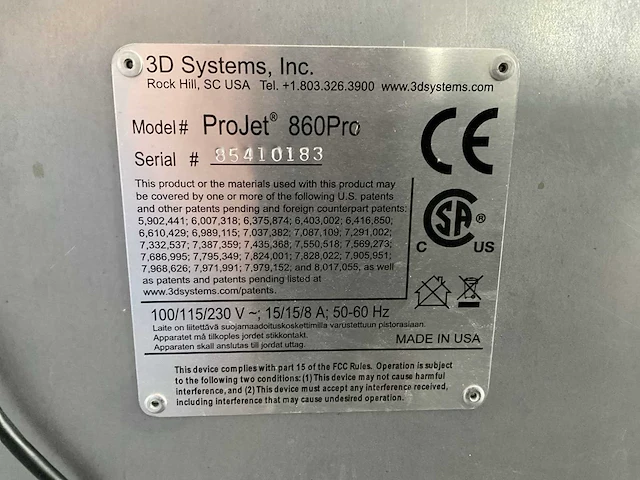 3D Systems, Inc.
Rock Hill, SC USA Tel. +1.803.326.3900 www.3dsystems.com
Model# ProJet® 860Pro
Serial # 85410183
This product or the materials used with this product may
be covered by one or more of the following U.S. patents
and other patents pending and foreign counterpart patents:
5,902,441; 6,007,318; 6,375,874; 6,403,002; 6,416,850;
6,610,429; 6,989,115; 7,037,382; 7,087,109; 7,291,002;
7,332,537; 7,387,359; 7,435,368; 7,550,518; 7,569,273;
7,686,995; 7,795,349; 7,824,001; 7,828,022; 7,905,951;
7,968,626; 7,971,991; 7,979,152; and 8,017,055, as well
as patents and patents pending listed at
www.3dsystems.com/patents.
CE
CSA®
C US
100/115/230 V ~; 15/15/8 A; 50-60 Hz
Laite on liitettävä suojamaadoituskoskettimilla varustettuun pistorasiaan.
Apparatet må tilkoples jordet stikkontakt.
Apparaten skall anslutas till jordat uttag.
MADE IN USA
This device complies with part 15 of the FCC Rules. Operation is subject
to the following two conditions: (1) This device may not cause harmful
interference, and (2) This device must accept any interference received,
including interference that may cause undesired operation.